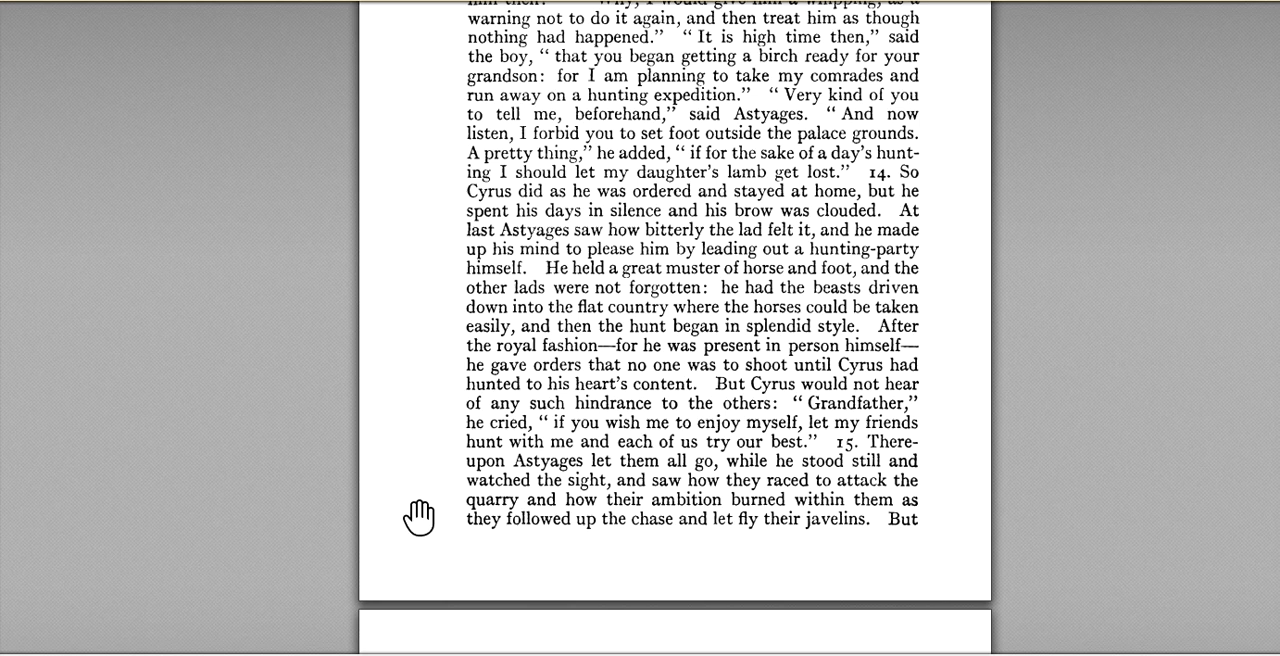 warning not to do it again, and then treat him as though
nothing had happened.” “ It is high time then,” said
the boy, “ that you began getting a birch ready for your
grandson: for I am planning to take my comrades and
run away on a hunting expedition.” “ Very kind of you
to tell me, beforehand,” said Astyages. “ And now
listen, I forbid you to set foot outside the palace grounds.
A pretty thing,” he added, “ if for the sake of a day’s hunt-
ing I should let my daughter’s lamb get lost.” 14. So
Cyrus did as he was ordered and stayed at home, but he
spent his days in silence and his brow was clouded. At
last Astyages saw how bitterly the lad felt it, and he made
up his mind to please him by leading out a hunting-party
himself. He held a great muster of horse and foot, and the
other lads were not forgotten: he had the beasts driven
down into the flat country where the horses could be taken
easily, and then the hunt began in splendid style. After
the royal fashion—for he was present in person himself—
he gave orders that no one was to shoot until Cyrus had
hunted to his heart’s content. But Cyrus would not hear
of any such hindrance to the others: “ Grandfather,”
he cried, “ if you wish me to enjoy myself, let my friends
hunt with me and each of us try our best.” 15. There-
upon Astyages let them all go, while he stood still and
watched the sight, and saw how they raced to attack the
quarry and how their ambition burned within them as
they followed up the chase and let fly their javelins. But